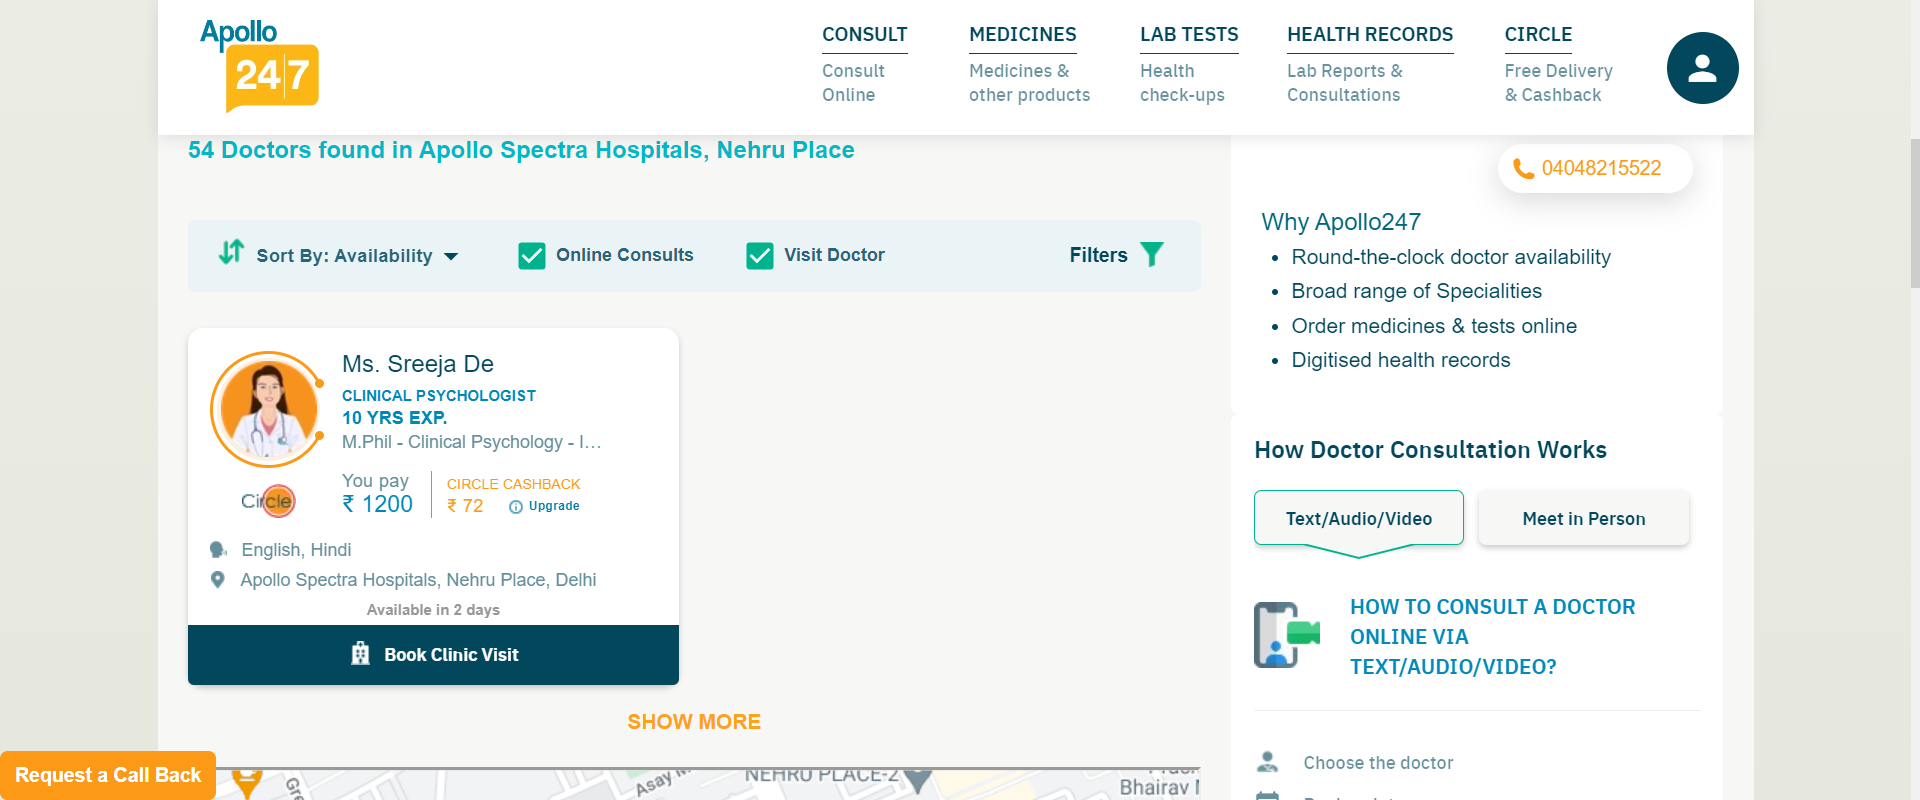 Apollo
24|7
CONSULT
Consult
Online
MEDICINES
Medicines &
other products
LAB TESTS
Health
check-ups
HEALTH RECORDS
Lab Reports &
Consultations
CIRCLE
Free Delivery
& Cashback
54 Doctors found in Apollo Spectra Hospitals, Nehru Place
Sort By: Availability
Online Consults
Visit Doctor
Filters
Ms. Sreeja De
CLINICAL PSYCHOLOGIST
10 YRS EXP.
M.Phil - Clinical Psychology - I...
Circle
You pay
₹ 1200
CIRCLE CASHBACK
₹ 72
Upgrade
English, Hindi
Apollo Spectra Hospitals, Nehru Place, Delhi
Available in 2 days
Book Clinic Visit
SHOW MORE
Request a Call Back
Asay
NEHRU PLACE-2
Bhairav
04048215522
Why Apollo247
• Round-the-clock doctor availability
• Broad range of Specialities
• Order medicines & tests online
• Digitised health records
How Doctor Consultation Works
Text/Audio/Video
Meet in Person
HOW TO CONSULT A DOCTOR
ONLINE VIA
TEXT/AUDIO/VIDEO?
Choose the doctor